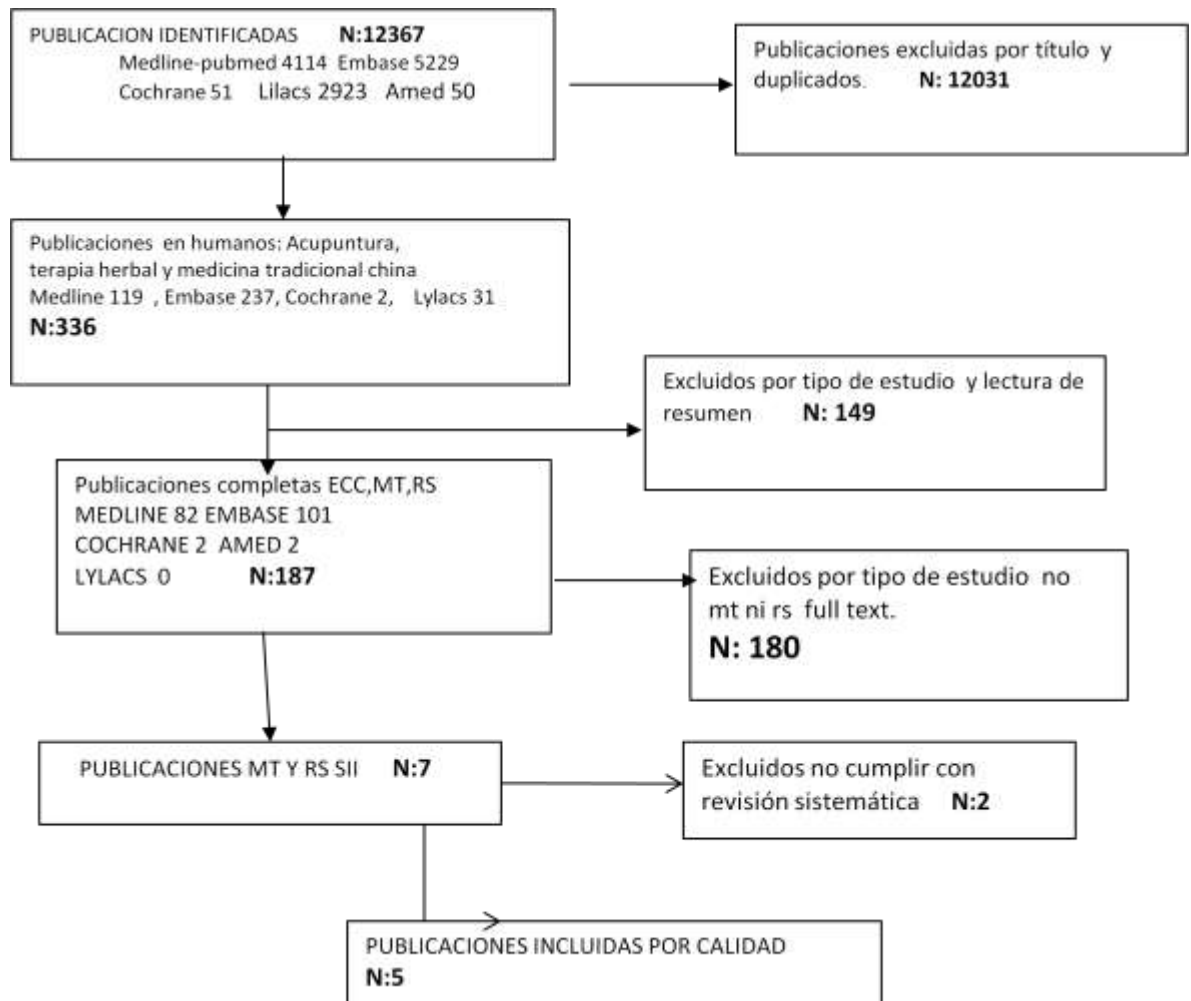 PUBLICACION IDENTIFICADAS N:12367
Medline-pubmed 4114 Embase 5229
Cochrane 51 Lilacs 2923 Amed 50
Publicaciones excluidas por título y
duplicados. N: 12031
Publicaciones en humanos: Acupuntura,
terapia herbal y medicina tradicional china
Medline 119 , Embase 237, Cochrane 2, Lylacs 31
N:336
Excluidos por tipo de estudio y lectura de
resumen N: 149
Publicaciones completas ECC,MT,RS
MEDLINE 82 EMBASE 101
COCHRANE 2 AMED 2
LYLACS 0 N:187
Excluidos por tipo de estudio no
mt ni rs full text.
N: 180
PUBLICACIONES MT Y RS SII N:7
Excluidos no cumplir con
revisión sistemática N:2
PUBLICACIONES INCLUIDAS POR CALIDAD
N:5